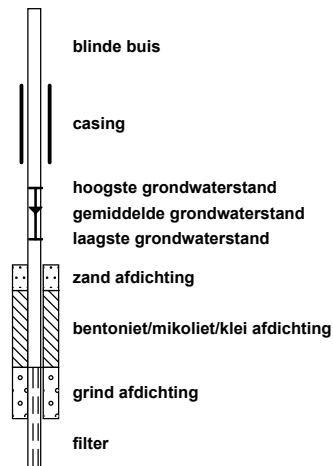 blinde buis
casing
hoogste grondwaterstand
gemiddelde grondwaterstand
laagste grondwaterstand
zand afdichting
bentoniet/mikoliet/klei afdichting
grind afdichting
filter